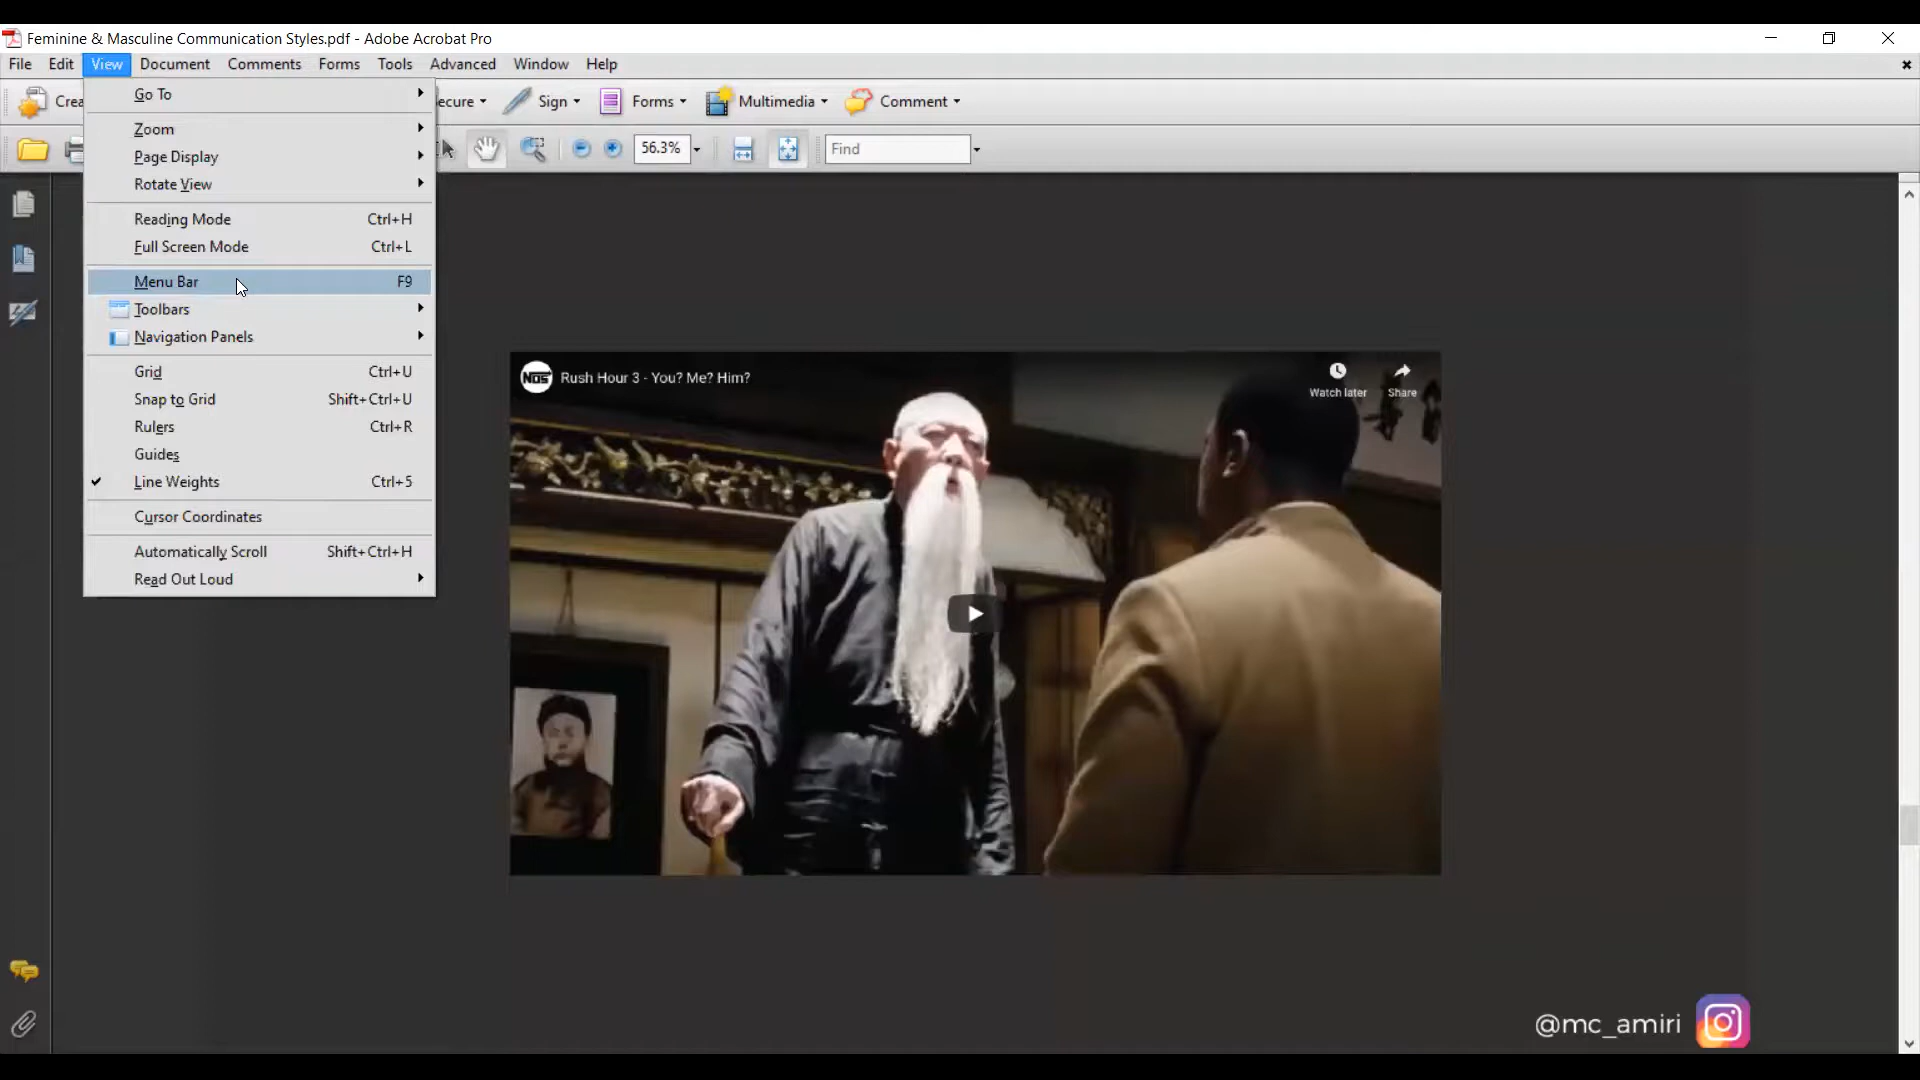 Feminine & Masculine Communication Styles.pdf - Adobe Acrobat Pro
File Edit View Document Comments Forms Tools Advanced Window Help
Sign Forms Multimedia Comment
56.3% Find
Go To
Zoom
Page Display
Rotate View
Reading Mode Ctrl+H
Full Screen Mode Ctrl+L
Menu Bar F9
Toolbars
Navigation Panels
Grid Ctrl+U
Snap to Grid Shift+Ctrl+U
Rulers Ctrl+R
Guides
Line Weights Ctrl+5
Cursor Coordinates
Automatically Scroll Shift+Ctrl+H
Read Out Loud
NOS Rush Hour 3 - You? Me? Him?
Watch later Share
@mc_amiri